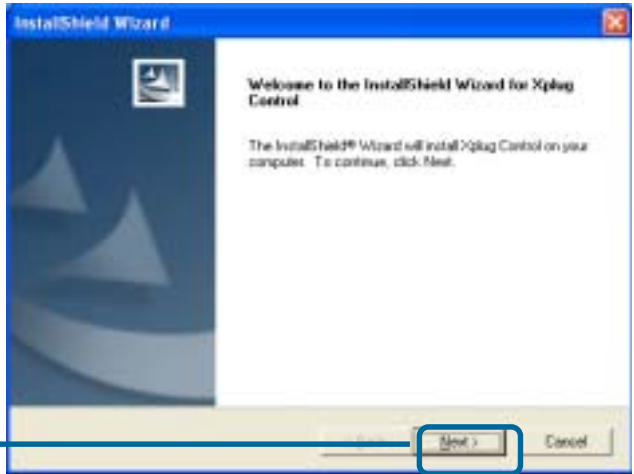 InstallShield Wizard
Welcome to the InstallShield Wizard for Xplug
Control
The InstallShield® Wizard will install Xplug Control on your
computer. To continue, click Next.
Next >
Cancel